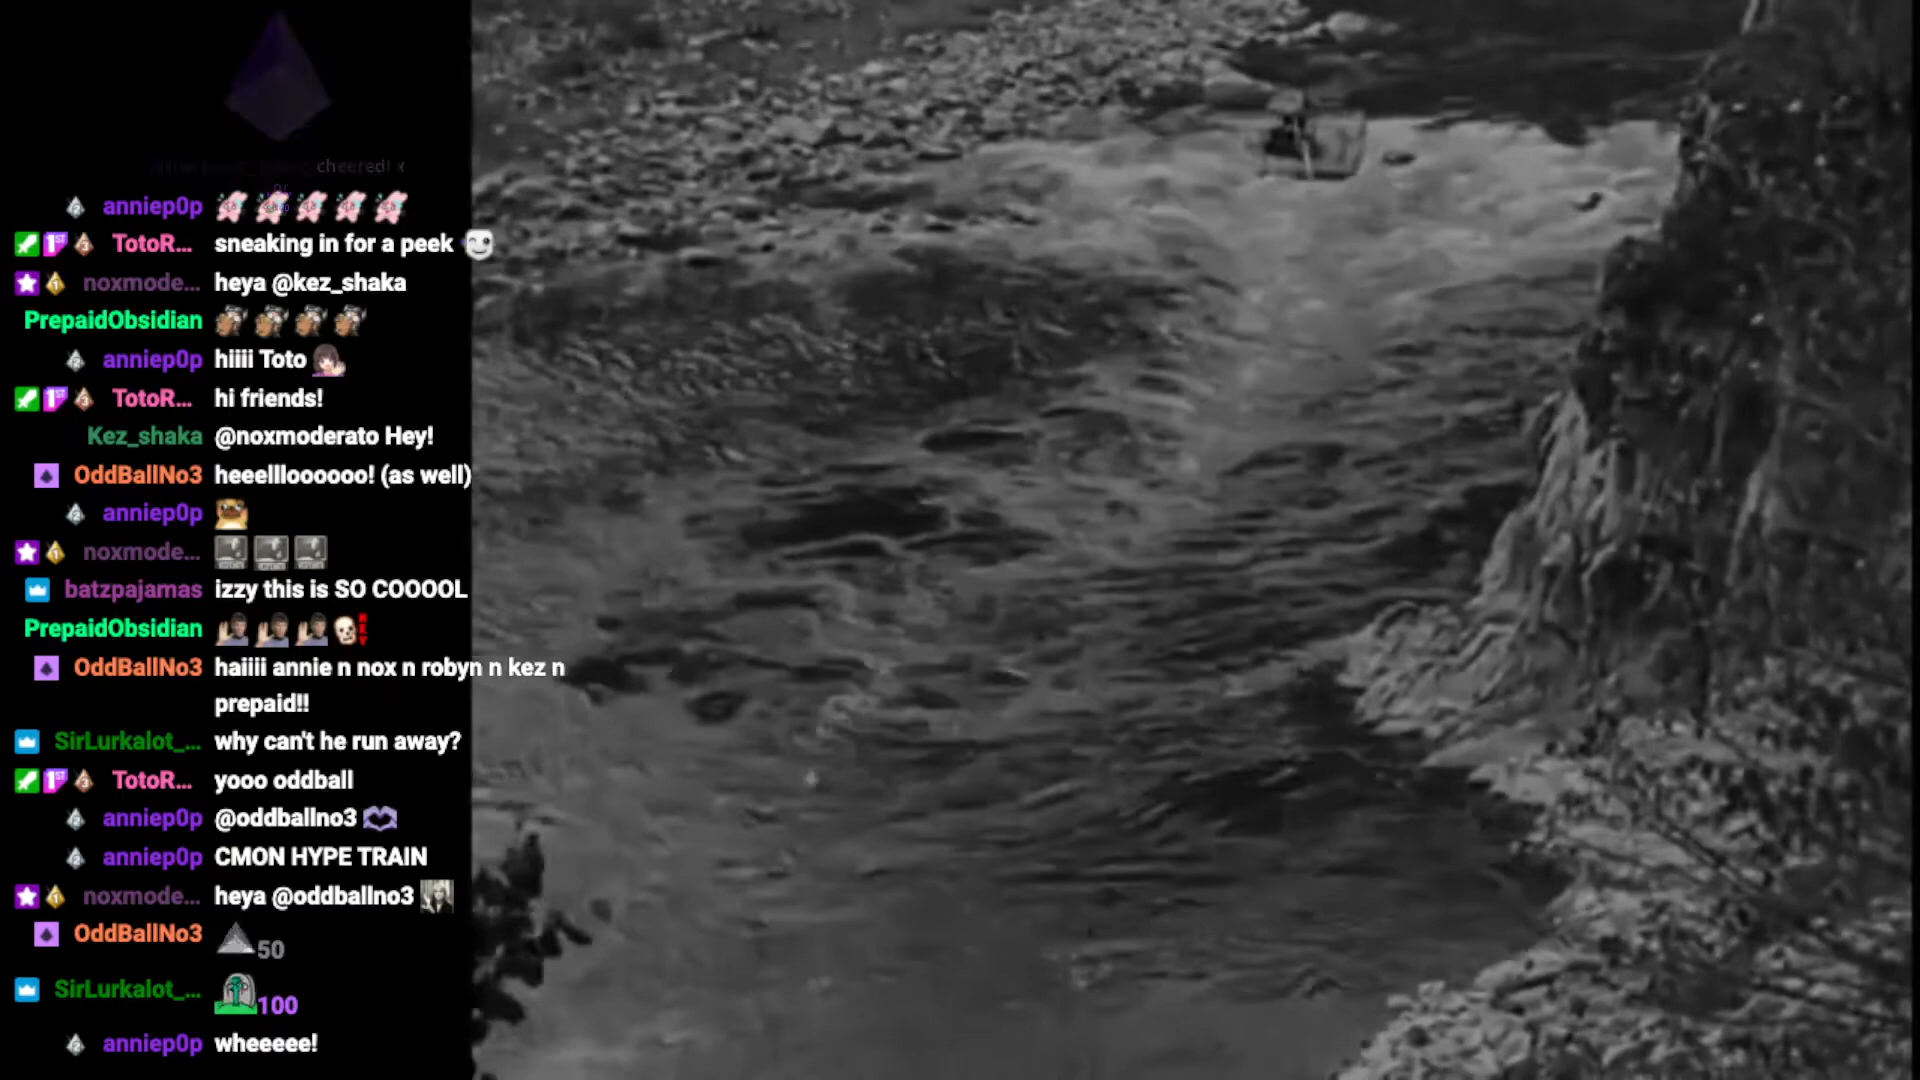 cheered! x
anniep0p
TotoR... sneaking in for a peek
noxmode... heya @kez_shaka
PrepaidObsidian
anniep0p hiiii Toto
TotoR... hi friends!
Kez_shaka @noxmoderato Hey!
OddBallNo3 heeellloooooo! (as well)
anniep0p
noxmode...
batzpajamas izzy this is SO COOOOL
PrepaidObsidian
OddBallNo3 haiiii annie n nox n robyn n kez n
prepaid!!
SirLurkalot_... why can't he run away?
TotoR... yooo oddball
anniep0p @oddballno3
anniep0p CMON HYPE TRAIN
noxmode... heya @oddballno3
OddBallNo3 50
SirLurkalot_... 100
anniep0p wheeeee!